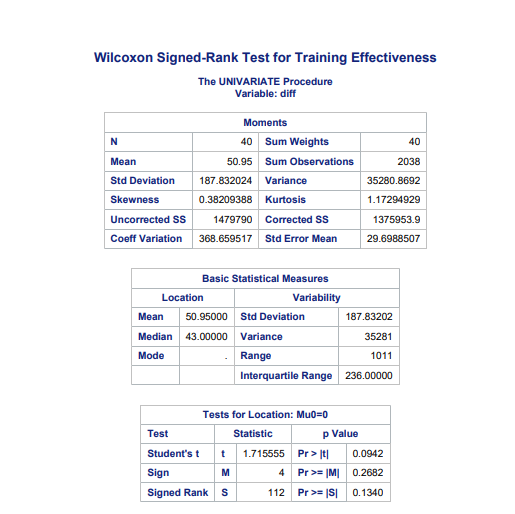 Wilcoxon Signed-Rank Test for Training Effectiveness
The UNIVARIATE Procedure
Variable: diff
Moments
N 40 Sum Weights 40
Mean 50.95 Sum Observations 2038
Std Deviation 187.832024 Variance 35280.8692
Skewness 0.38209388 Kurtosis 1.17294929
Uncorrected SS 1479790 Corrected SS 1375953.9
Coeff Variation 368.659517 Std Error Mean 29.6988507
Basic Statistical Measures
Location Variability
Mean 50.95000 Std Deviation 187.83202
Median 43.00000 Variance 35281
Mode . Range 1011
Interquartile Range 236.00000
Tests for Location: Mu0=0
Test Statistic p Value
Student's t t 1.715555 Pr > |t| 0.0942
Sign M 4 Pr >= |M| 0.2682
Signed Rank S 112 Pr >= |S| 0.1340